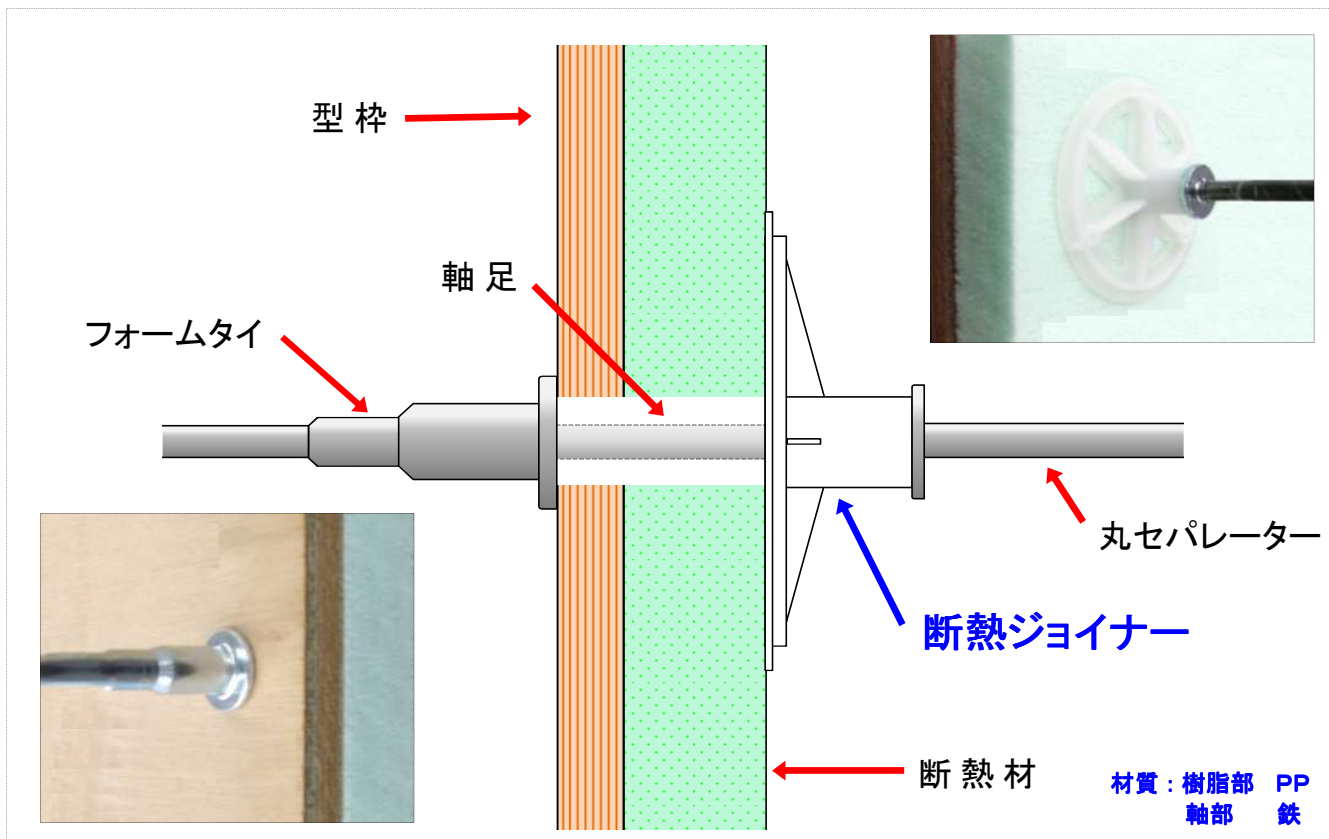 型 枠
軸 足
フォームタイ
丸セパレーター
断熱ジョイナー
断 熱 材
材質：樹脂部 PP
軸部 鉄